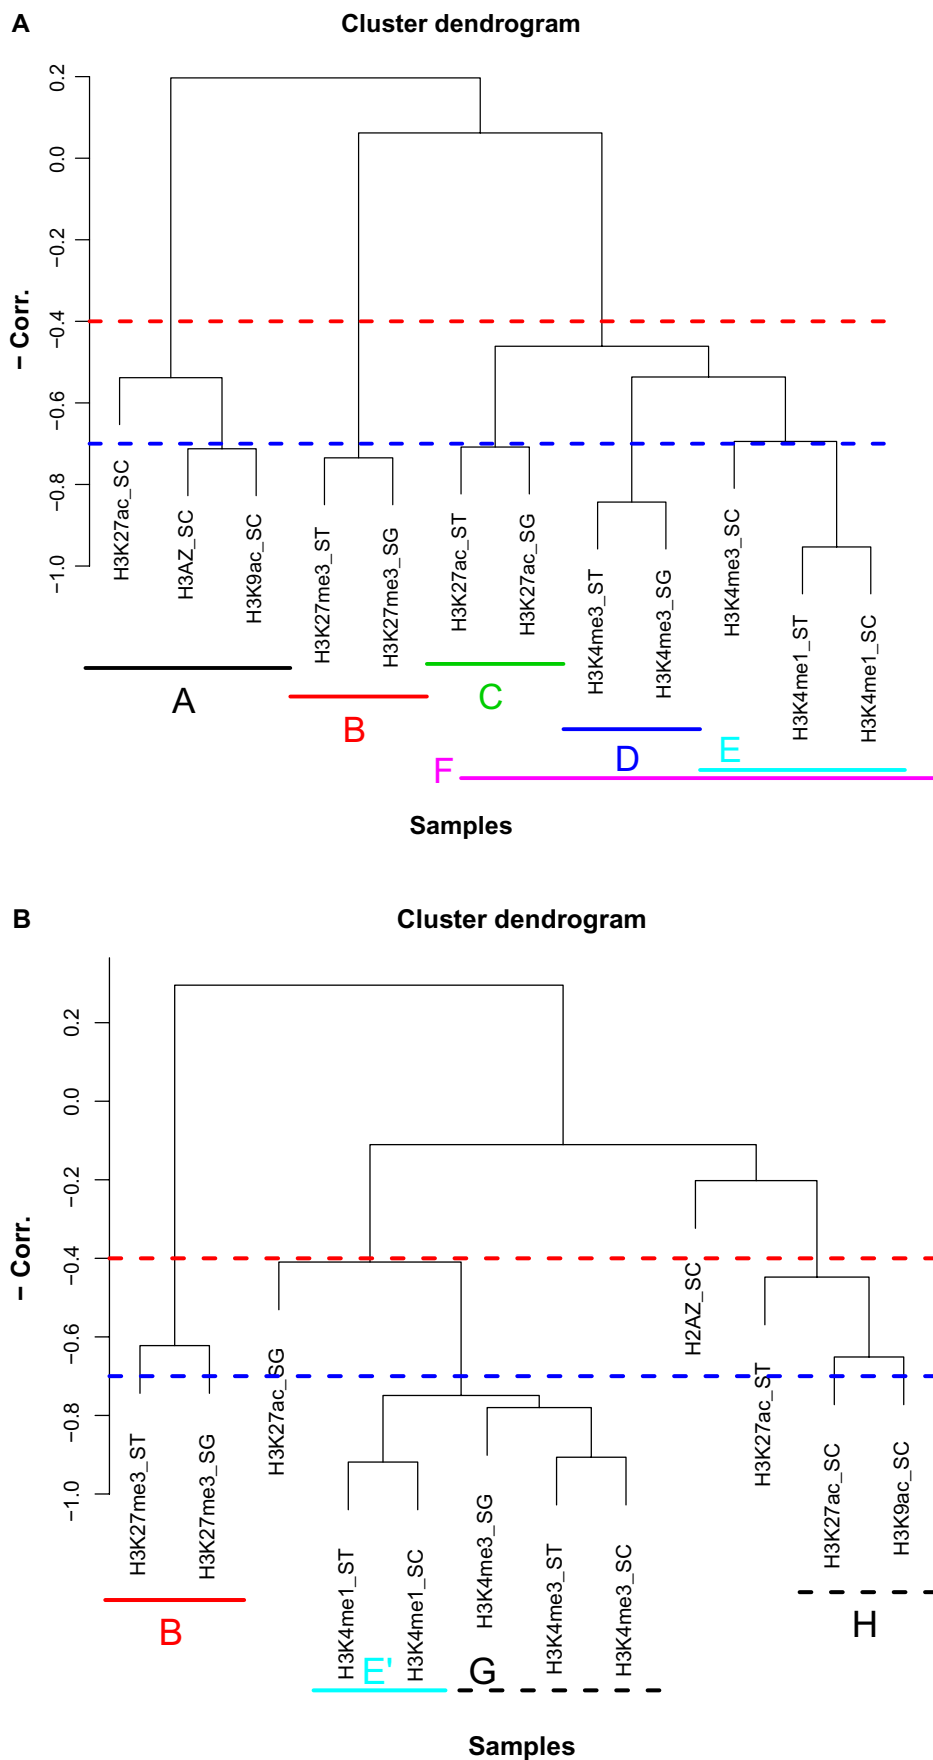 A
Cluster dendrogram
− Corr.
0.2
0.0
−0.2
−0.4
−0.6
−0.8
−1.0
H3K27ac_SC
H3AZ_SC
H3K9ac_SC
H3K27me3_ST
H3K27me3_SG
H3K27ac_ST
H3K27ac_SG
H3K4me3_ST
H3K4me3_SG
H3K4me3_SC
H3K4me1_ST
H3K4me1_SC
A
B
C
D
E
F
Samples
B
Cluster dendrogram
− Corr.
0.2
0.0
−0.2
−0.4
−0.6
−0.8
−1.0
H3K27me3_ST
H3K27me3_SG
H3K27ac_SG
H3K4me1_ST
H3K4me1_SC
H3K4me3_SG
H3K4me3_ST
H3K4me3_SC
H2AZ_SC
H3K27ac_ST
H3K27ac_SC
H3K9ac_SC
B
E'
G
H
Samples